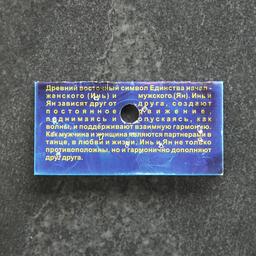 Древний восточный символ Единства начал -
женского (Инь) и мужского (Ян). Инь и
Ян зависят друг от друга, создают
постоянное движение,
поднимаясь и опускаясь, как
волны, и поддерживают взаимную гармонию.
Как мужчина и женщина являются партнерами в
танце, в любви и жизни, Инь и Ян не только
противоположны, но и гармонично дополняют
друг друга.